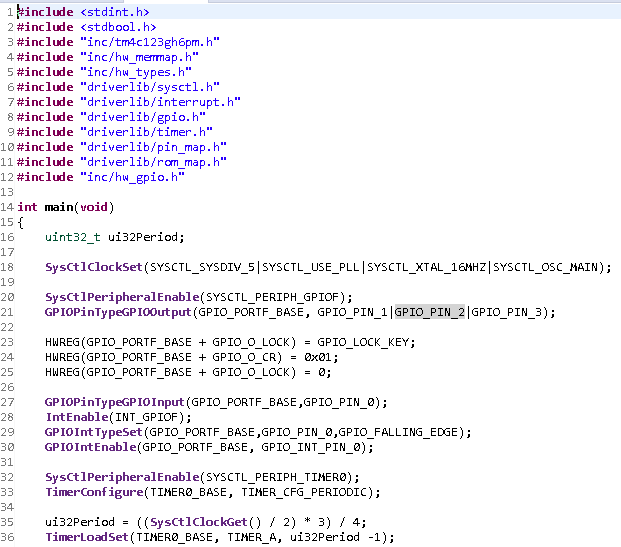 1 #include <stdint.h>
2 #include <stdbool.h>
3 #include "inc/tm4c123gh6pm.h"
4 #include "inc/hw_memmap.h"
5 #include "inc/hw_types.h"
6 #include "driverlib/sysctl.h"
7 #include "driverlib/interrupt.h"
8 #include "driverlib/gpio.h"
9 #include "driverlib/timer.h"
10 #include "driverlib/pin_map.h"
11 #include "driverlib/rom_map.h"
12 #include "inc/hw_gpio.h"
13
14 int main(void)
15 {
16     uint32_t ui32Period;
17
18     SysCtlClockSet(SYSCTL_SYSDIV_5|SYSCTL_USE_PLL|SYSCTL_XTAL_16MHZ|SYSCTL_OSC_MAIN);
19
20     SysCtlPeripheralEnable(SYSCTL_PERIPH_GPIOF);
21     GPIOPinTypeGPIOOutput(GPIO_PORTF_BASE, GPIO_PIN_1|GPIO_PIN_2|GPIO_PIN_3);
22
23     HWREG(GPIO_PORTF_BASE + GPIO_O_LOCK) = GPIO_LOCK_KEY;
24     HWREG(GPIO_PORTF_BASE + GPIO_O_CR) = 0x01;
25     HWREG(GPIO_PORTF_BASE + GPIO_O_LOCK) = 0;
26
27     GPIOPinTypeGPIOInput(GPIO_PORTF_BASE,GPIO_PIN_0);
28     IntEnable(INT_GPIOF);
29     GPIOIntTypeSet(GPIO_PORTF_BASE,GPIO_PIN_0,GPIO_FALLING_EDGE);
30     GPIOIntEnable(GPIO_PORTF_BASE, GPIO_INT_PIN_0);
31
32     SysCtlPeripheralEnable(SYSCTL_PERIPH_TIMER0);
33     TimerConfigure(TIMER0_BASE, TIMER_CFG_PERIODIC);
34
35     ui32Period = ((SysCtlClockGet() / 2) * 3) / 4;
36     TimerLoadSet(TIMER0_BASE, TIMER_A, ui32Period -1);